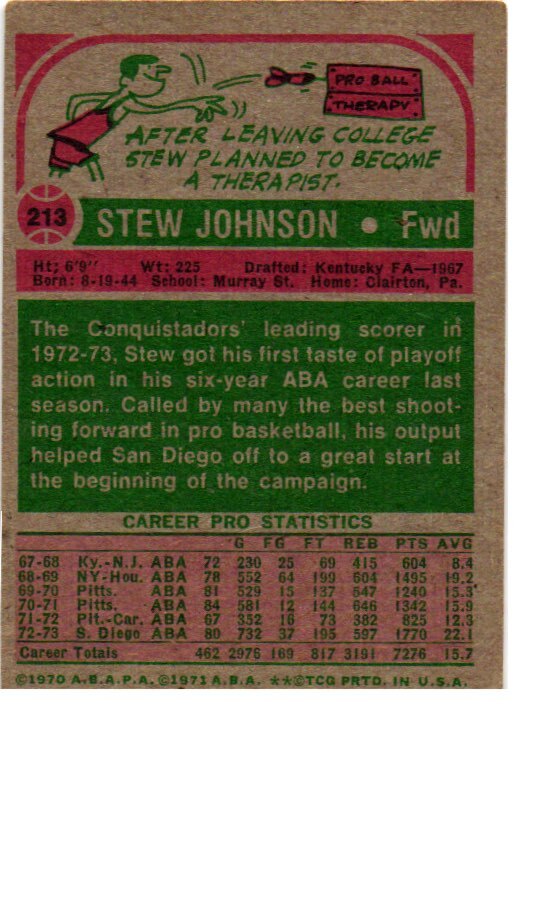 PRO BALL
THERAPY
AFTER LEAVING COLLEGE
STEW PLANNED TO BECOME
A THERAPIST.
213 STEW JOHNSON • Fwd
Ht; 6'9" Wt: 225 Drafted: Kentucky FA—1967
Born: 8-19-44 School: Murray St. Home: Clairton, Pa.
The Conquistadors' leading scorer in
1972-73, Stew got his first taste of playoff
action in his six-year ABA career last
season. Called by many the best shoot-
ing forward in pro basketball, his output
helped San Diego off to a great start at
the beginning of the campaign.
CAREER PRO STATISTICS
G FG FT REB PTS AVG
67-68 Ky.-N.J. ABA 72 230 25 69 415 604 8.4
68-69 NY-Hou. ABA 78 552 64 199 604 1495 19.2
69-70 Pitts. ABA 81 529 15 137 547 1240 15.3
70-71 Pitts. ABA 84 581 12 144 646 1342 15.9
71-72 Pit.-Car. ABA 67 352 16 73 382 825 12.3
72-73 S. Diego ABA 80 732 37 195 597 1770 22.1
Career Totals 462 2976 169 817 3191 7276 15.7
©1970 A.B.A.P.A. ©1971 A.B.A. **©TCG PRTD. IN U.S.A.